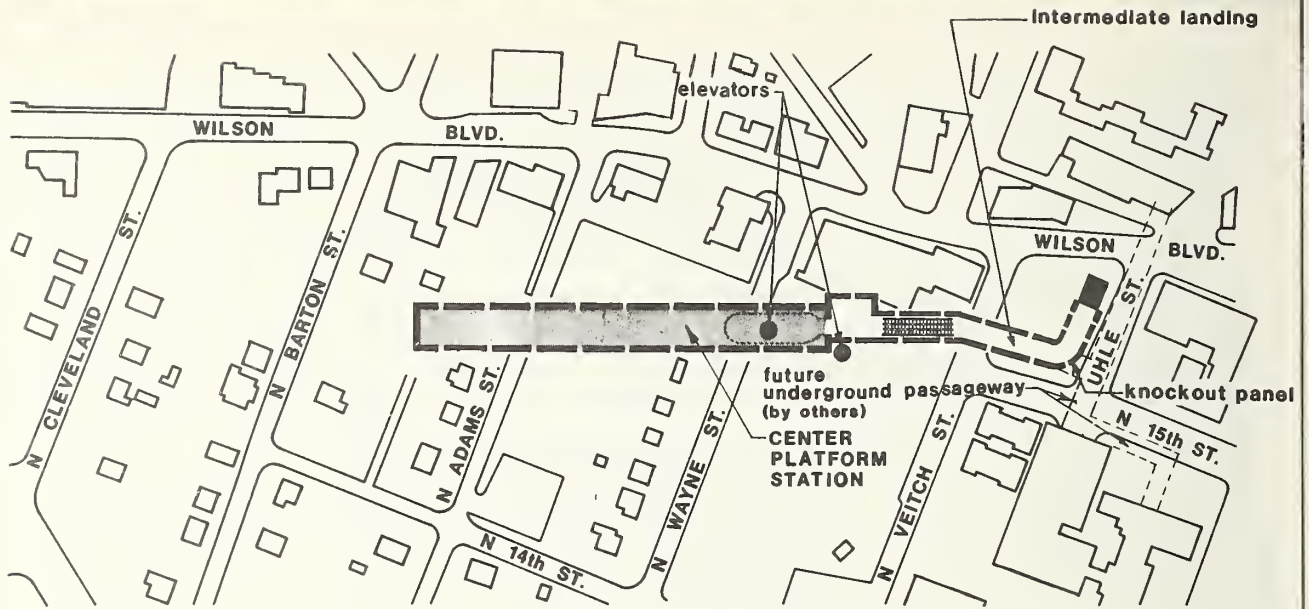 Intermediate landing
elevators
WILSON BLVD.
WILSON BLVD.
N CLEVELAND ST.
N BARTON ST.
N ADAMS ST.
N WAYNE ST.
N VEITCH ST.
UHLE ST.
future
underground passageway
(by others)
knockout panel
CENTER
PLATFORM
STATION
N 15th ST.
N 14th ST.